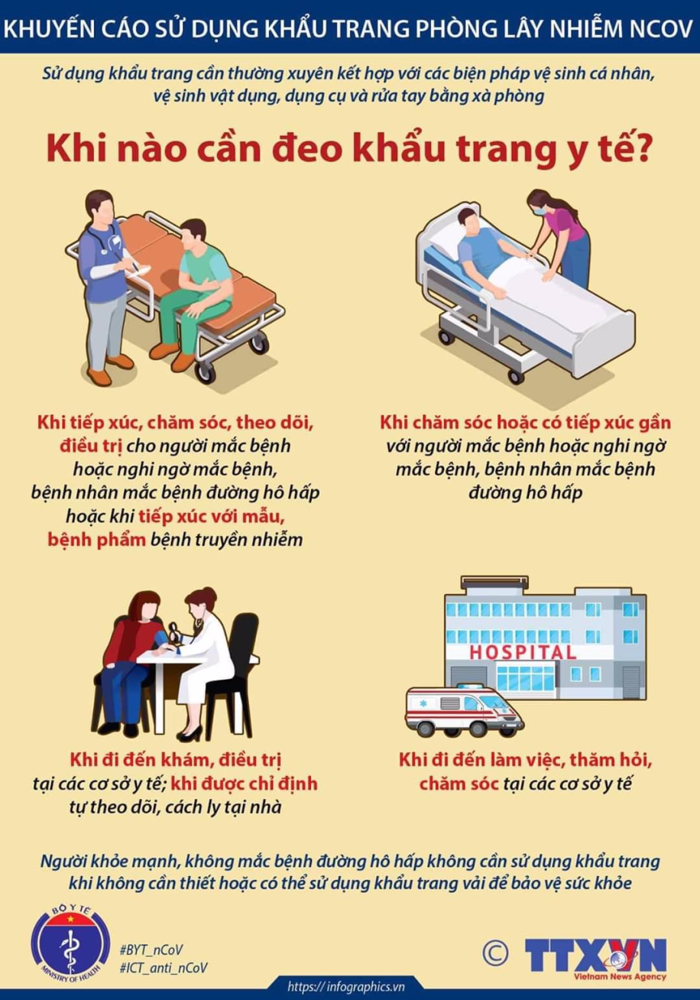 KHUYẾN CÁO SỬ DỤNG KHẨU TRANG PHÒNG LÂY NHIỄM NCOV
Sử dụng khẩu trang cần thường xuyên kết hợp với các biện pháp vệ sinh cá nhân,
vệ sinh vật dụng, dụng cụ và rửa tay bằng xà phòng
Khi nào cần đeo khẩu trang y tế?
Khi tiếp xúc, chăm sóc, theo dõi,
điều trị cho người mắc bệnh
hoặc nghi ngờ mắc bệnh,
bệnh nhân mắc bệnh đường hô hấp
hoặc khi tiếp xúc với mẫu,
bệnh phẩm bệnh truyền nhiễm
Khi chăm sóc hoặc có tiếp xúc gần
với người mắc bệnh hoặc nghi ngờ
mắc bệnh, bệnh nhân mắc bệnh
đường hô hấp
HOSPITAL
Khi đi đến khám, điều trị
tại các cơ sở y tế; khi được chỉ định
tự theo dõi, cách ly tại nhà
Khi đi đến làm việc, thăm hỏi,
chăm sóc tại các cơ sở y tế
Người khỏe mạnh, không mắc bệnh đường hô hấp không cần sử dụng khẩu trang
khi không cần thiết hoặc có thể sử dụng khẩu trang vải để bảo vệ sức khỏe
BỘ Y TẾ
MINISTRY OF HEALTH
#BYT_nCoV
#ICT_anti_nCoV
© TTXVN
Vietnam News Agency
https://infographics.vn